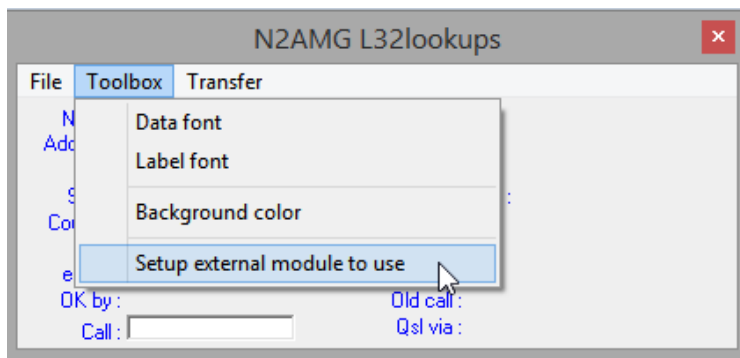 N2AMG L32lookups
File Toolbox Transfer
Data font
Label font
Background color
Setup external module to use
OK by :
Old call :
Call :
Qsl via :